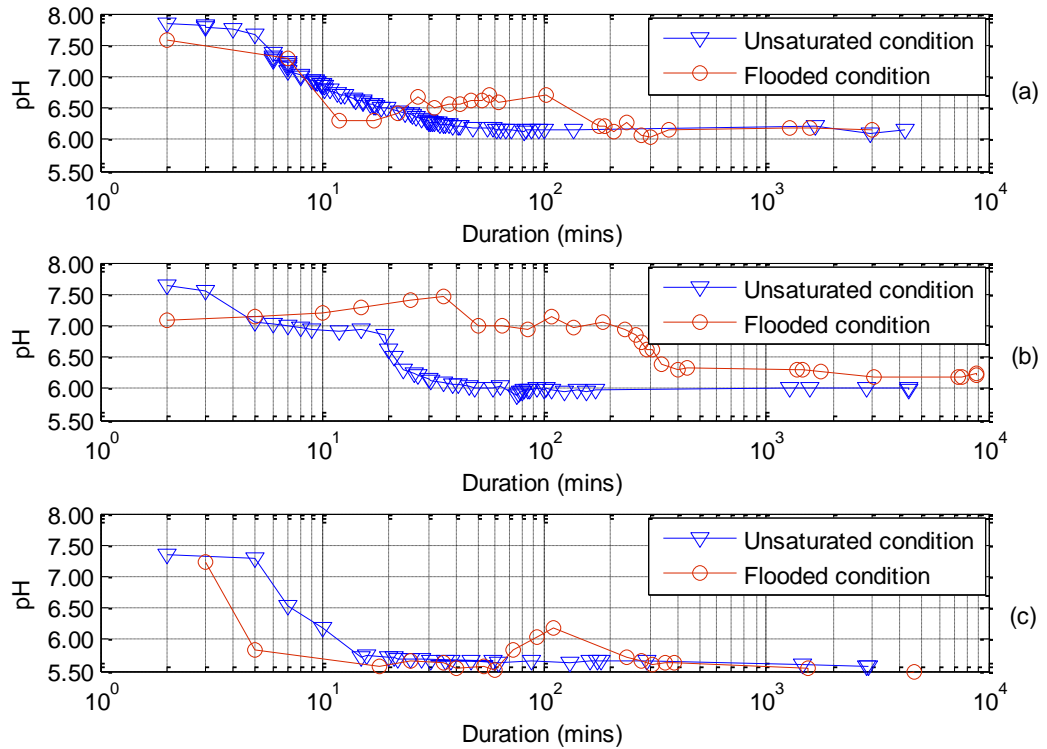 8.00
7.50
7.00
6.50
6.00
5.50
pH
Unsaturated condition
Flooded condition
(a)
10^0
10^1
10^2
10^3
10^4
Duration (mins)
8.00
7.50
7.00
6.50
6.00
5.50
pH
Unsaturated condition
Flooded condition
(b)
10^0
10^1
10^2
10^3
10^4
Duration (mins)
8.00
7.50
7.00
6.50
6.00
5.50
pH
Unsaturated condition
Flooded condition
(c)
10^0
10^1
10^2
10^3
10^4
Duration (mins)